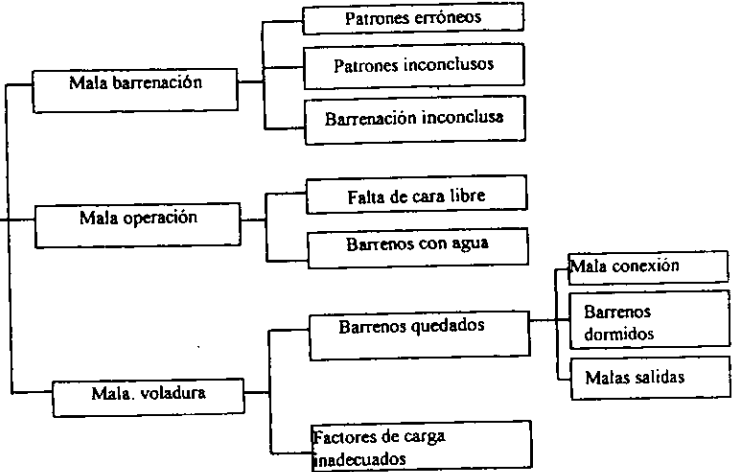 Patrones erróneos
Patrones inconclusos
Mala barrenación
Barrenación inconclusa
Falta de cara libre
Mala operación
Barrenos con agua
Mala conexión
Barrenos quedados
Barrenos
dormidos
Malas salidas
Mala. voladura
Factores de carga
inadecuados